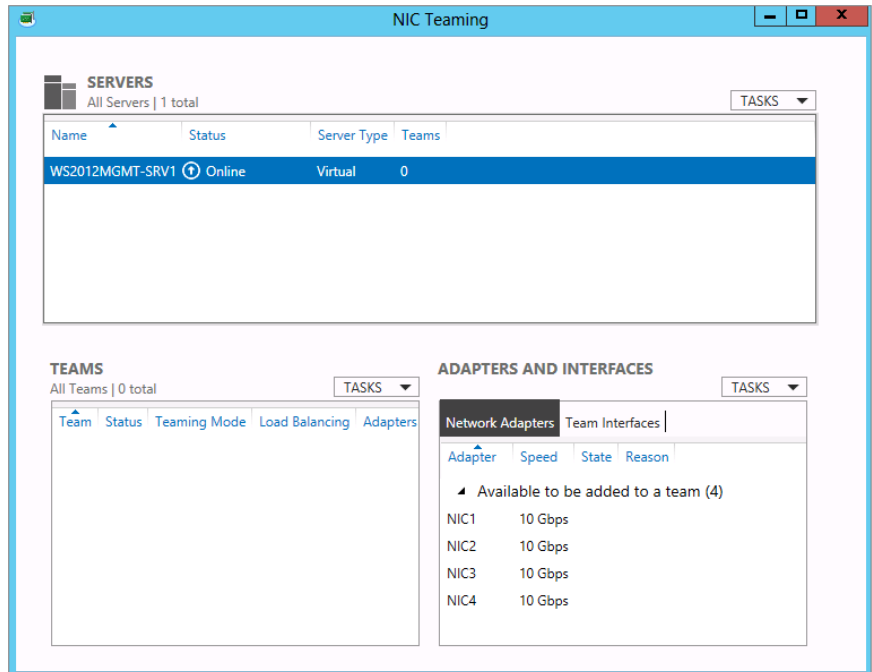 NIC Teaming
SERVERS
All Servers | 1 total
TASKS
Name Status Server Type Teams
WS2012MGMT-SRV1 Online Virtual 0
TEAMS
All Teams | 0 total
TASKS
Team Status Teaming Mode Load Balancing Adapters
ADAPTERS AND INTERFACES
TASKS
Network Adapters Team Interfaces
Adapter Speed State Reason
Available to be added to a team (4)
NIC1 10 Gbps
NIC2 10 Gbps
NIC3 10 Gbps
NIC4 10 Gbps